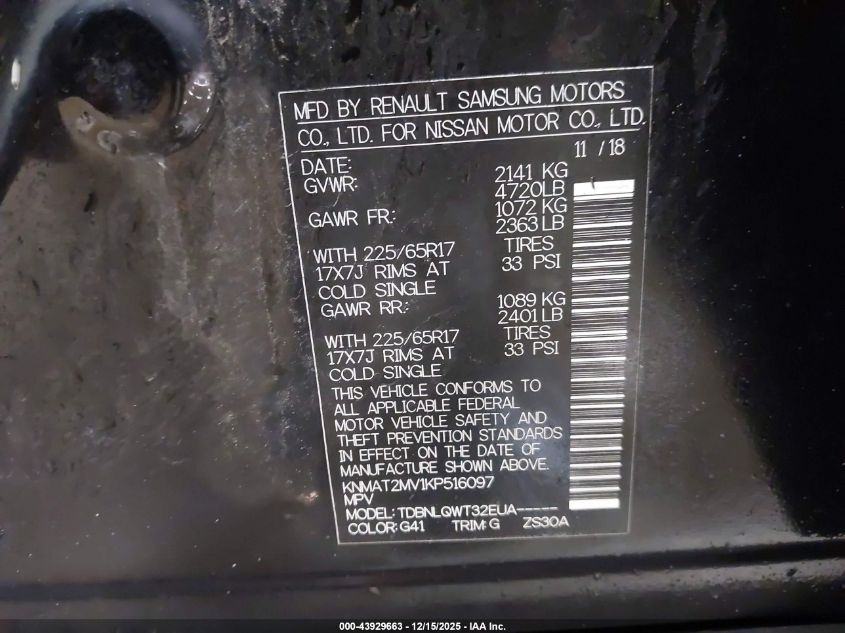 MFD BY RENAULT SAMSUNG MOTORS
CO., LTD. FOR NISSAN MOTOR CO., LTD.
DATE: 11 / 18
GVWR: 2141 KG
4720LB
GAWR FR.: 1072 KG
2363 LB
WITH 225/65R17 TIRES
17X7J RIMS AT 33 PSI
COLD SINGLE
GAWR RR.: 1089 KG
2401 LB
WITH 225/65R17 TIRES
17X7J RIMS AT 33 PSI
COLD SINGLE
THIS VEHICLE CONFORMS TO
ALL APPLICABLE FEDERAL
MOTOR VEHICLE SAFETY AND
THEFT PREVENTION STANDARDS
IN EFFECT ON THE DATE OF
MANUFACTURE SHOWN ABOVE.
KNMAT2MV1KP516097
MPV
MODEL: TDBNLQWT32EUA-----
COLOR: G41 TRIM: G ZS30A
000-43929663 – 12/15/2025 – IAA Inc.